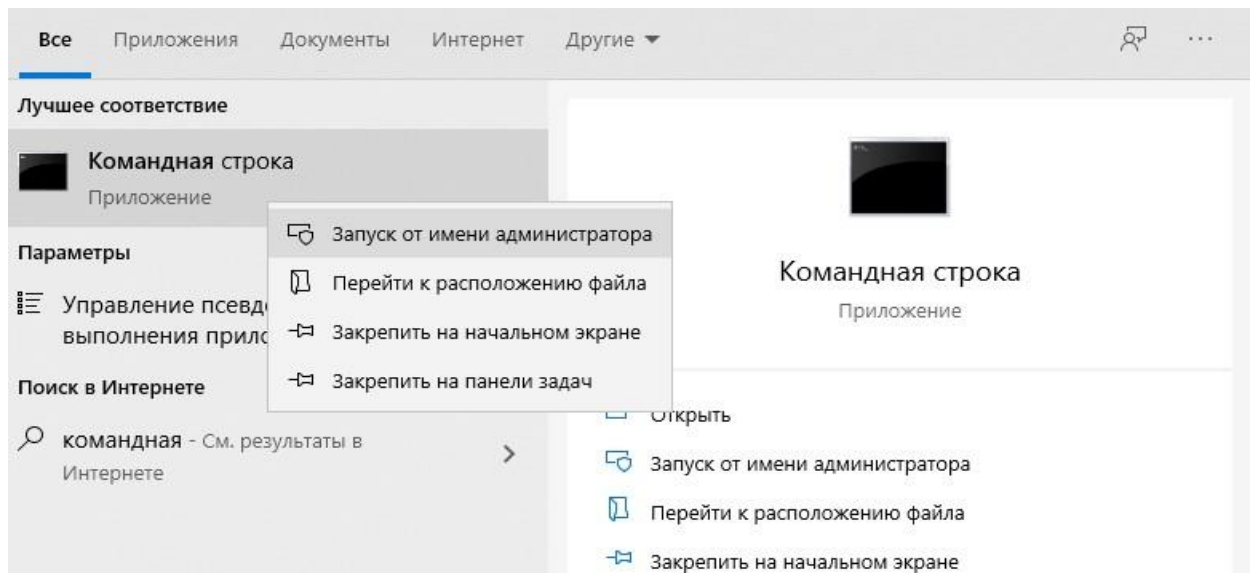 Все Приложения Документы Интернет Другие
Лучшее соответствие
Командная строка
Приложение
Запуск от имени администратора
Перейти к расположению файла
Закрепить на начальном экране
Закрепить на панели задач
Параметры
Управление
выполнения
Поиск в Интернете
командная - См. результаты в
Интернете
Командная строка
Приложение
Открыть
Запуск от имени администратора
Перейти к расположению файла
Закрепить на начальном экране